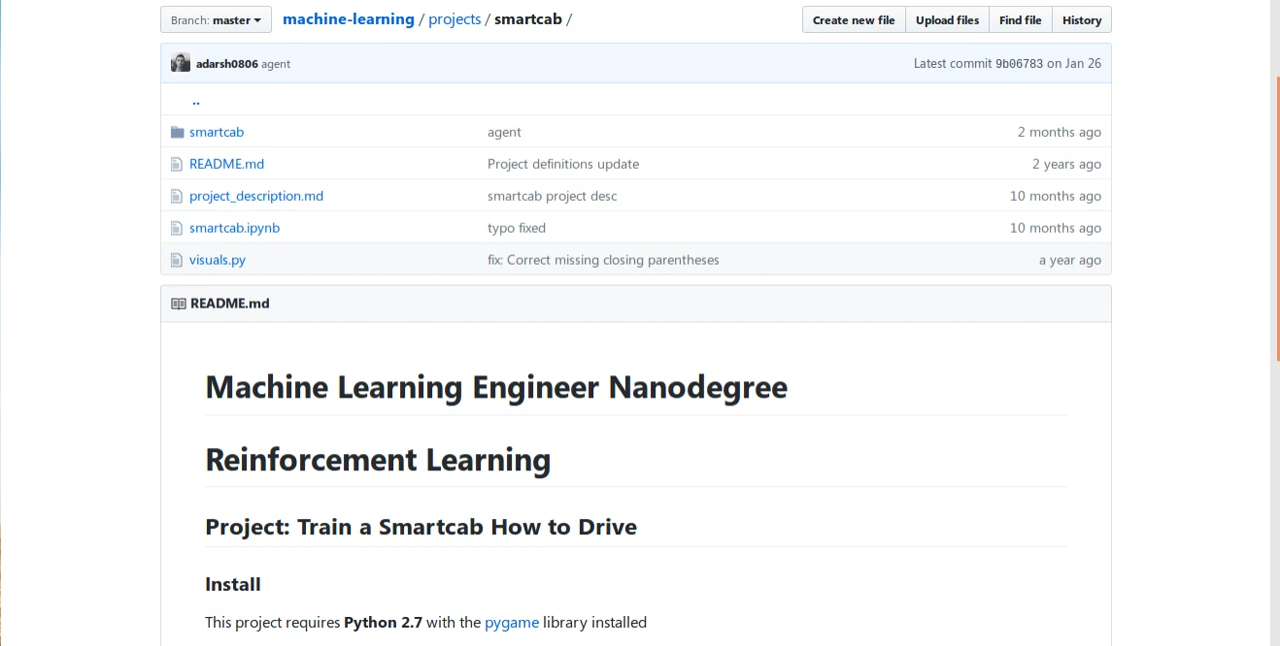 Branch: master machine-learning / projects / smartcab / Create new file Upload files Find file History
adarsh0806 agent Latest commit 9b06783 on Jan 26
..
smartcab agent 2 months ago
README.md Project definitions update 2 years ago
project_description.md smartcab project desc 10 months ago
smartcab.ipynb typo fixed 10 months ago
visuals.py fix: Correct missing closing parentheses a year ago
README.md
Machine Learning Engineer Nanodegree
Reinforcement Learning
Project: Train a Smartcab How to Drive
Install
This project requires Python 2.7 with the pygame library installed